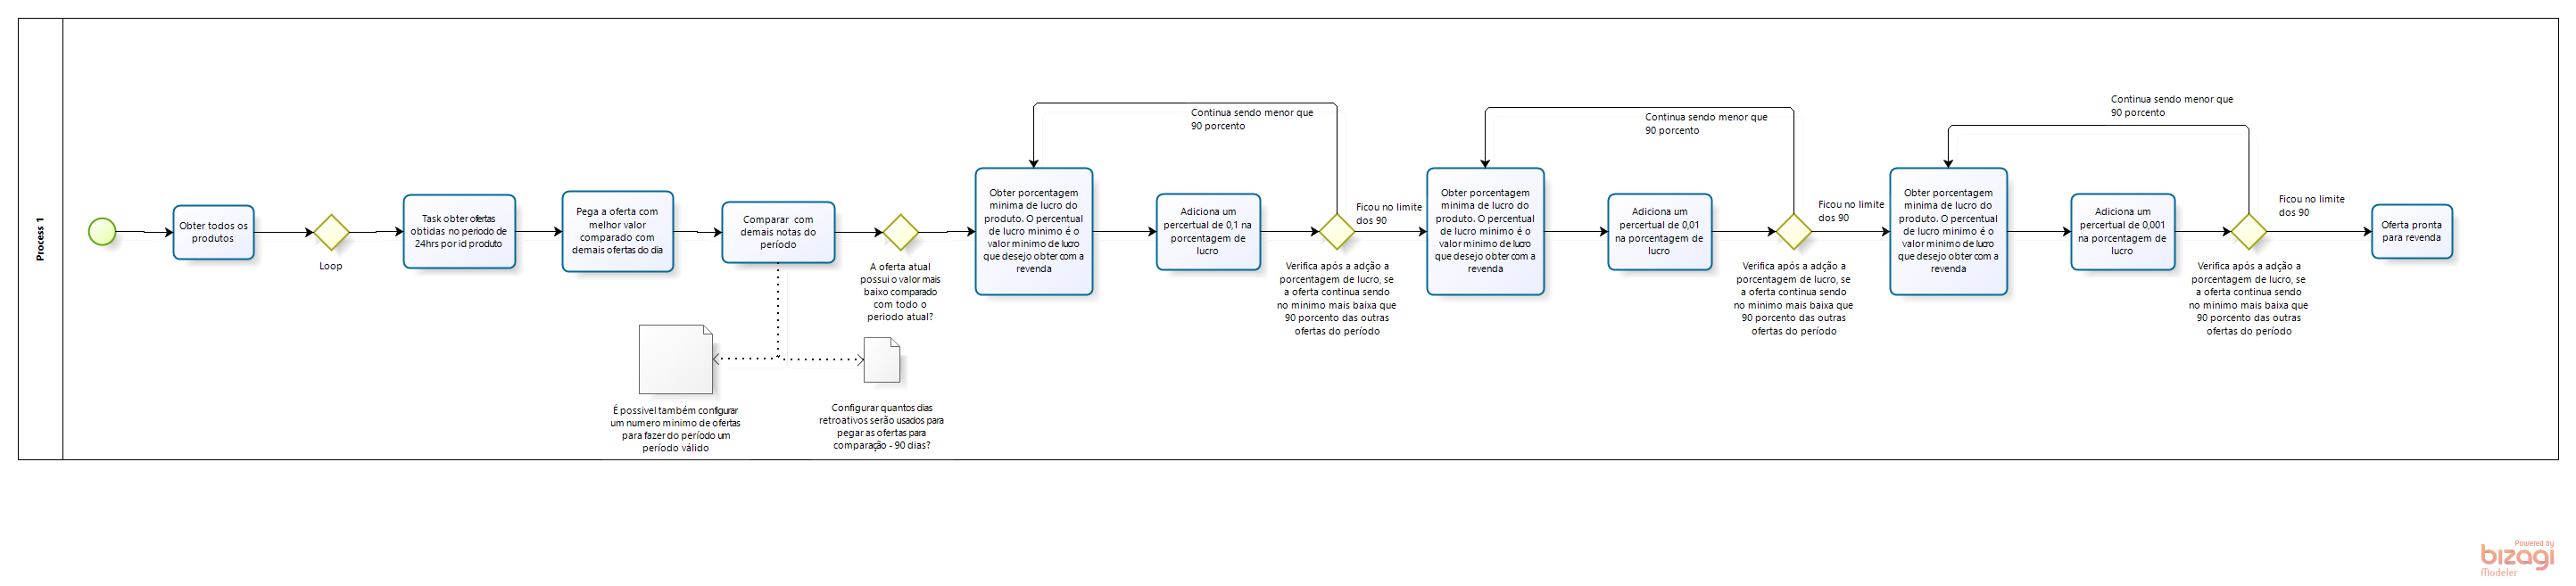 Process 1
Obter todos os
produtos
Loop
Task obter ofertas
obtidas no periodo de
24hrs por id produto
Pega a oferta com
melhor valor
comparado com
demais ofertas do dia
Comparar com
demais notas do
período
É possivel também configurar
um numero minimo de ofertas
para fazer do período um
período válido
Configurar quantos dias
retroativos serão usados para
pegar as ofertas para
comparação - 90 dias?
A oferta atual
possui o valor mais
baixo comparado
com todo o
periodo atual?
Obter porcentagem
minima de lucro do
produto. O percentual
de lucro minimo é o
valor minimo de lucro
que desejo obter com a
revenda
Adiciona um
percertual de 0,1 na
porcentagem de
lucro
Continua sendo menor que
90 porcento
Verifica após a adção a
porcentagem de lucro, se
a oferta continua sendo
no minimo mais baixa que
90 porcento das outras
ofertas do período
Ficou no limite
dos 90
Obter porcentagem
minima de lucro do
produto. O percentual
de lucro minimo é o
valor minimo de lucro
que desejo obter com a
revenda
Adiciona um
percertual de 0,01
na porcentagem de
lucro
Continua sendo menor que
90 porcento
Verifica após a adção a
porcentagem de lucro, se
a oferta continua sendo
no minimo mais baixa que
90 porcento das outras
ofertas do período
Ficou no limite
dos 90
Obter porcentagem
minima de lucro do
produto. O percentual
de lucro minimo é o
valor minimo de lucro
que desejo obter com a
revenda
Adiciona um
percertual de 0,001
na porcentagem de
lucro
Continua sendo menor que
90 porcento
Verifica após a adção a
porcentagem de lucro, se
a oferta continua sendo
no minimo mais baixa que
90 porcento das outras
ofertas do período
Ficou no limite
dos 90
Oferta pronta
para revenda
Powered by
bizagi
Modeler